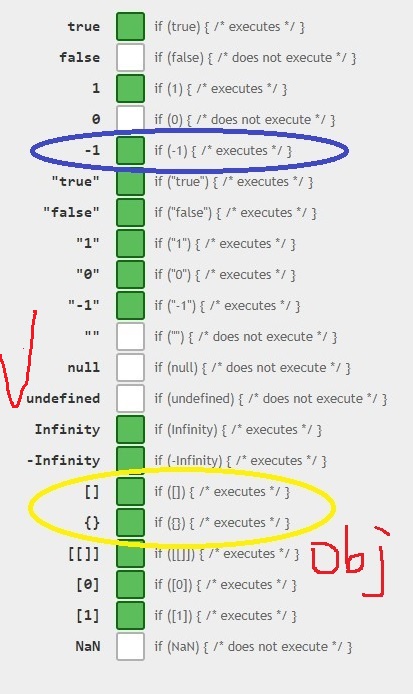 true if (true) { /* executes */ }
false if (false) { /* does not execute */ }
1 if (1) { /* executes */ }
0 if (0) { /* does not execute */ }
-1 if (-1) { /* executes */ }
"true" if ("true") { /* executes */ }
"false" if ("false") { /* executes */ }
"1" if ("1") { /* executes */ }
"0" if ("0") { /* executes */ }
"-1" if ("-1") { /* executes */ }
"" if ("") { /* does not execute */ }
null if (null) { /* does not execute */ }
undefined if (undefined) { /* does not execute */ }
Infinity if (Infinity) { /* executes */ }
-Infinity if (-Infinity) { /* executes */ }
[] if ([]) { /* executes */ }
{} if ({}) { /* executes */ }
obj
[[]] if ([[]]) { /* executes */ }
[0] if ([0]) { /* executes */ }
[1] if ([1]) { /* executes */ }
NaN if (NaN) { /* does not execute */ }